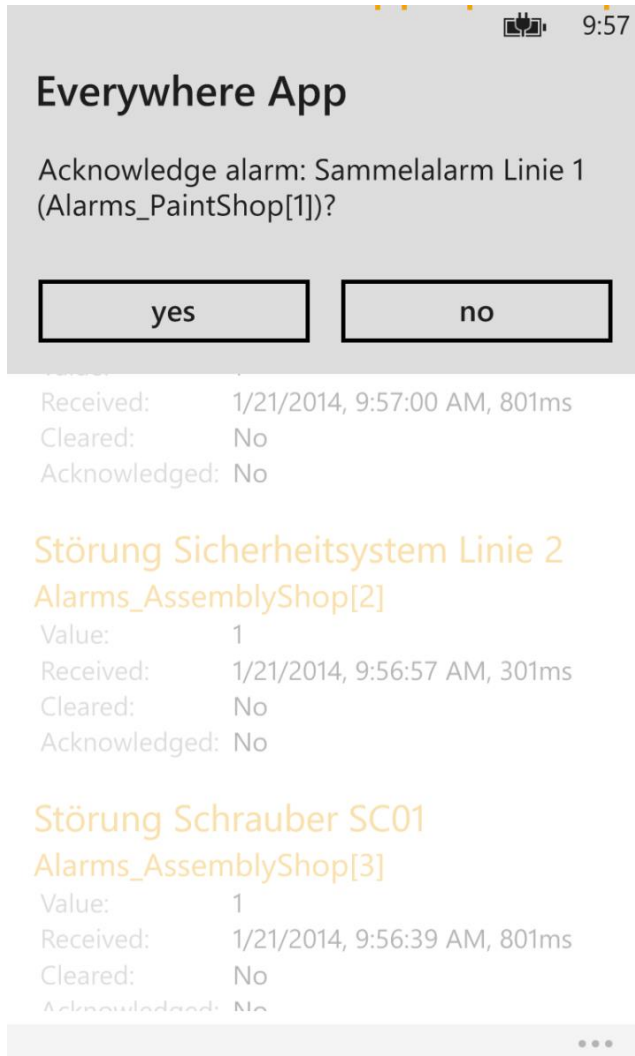 9:57
Everywhere App
Acknowledge alarm: Sammelalarm Linie 1
(Alarms_PaintShop[1])?
yes no
Received: 1/21/2014, 9:57:00 AM, 801ms
Cleared: No
Acknowledged: No
Störung Sicherheitsystem Linie 2
Alarms_AssemblyShop[2]
Value: 1
Received: 1/21/2014, 9:56:57 AM, 301ms
Cleared: No
Acknowledged: No
Störung Schrauber SC01
Alarms_AssemblyShop[3]
Value: 1
Received: 1/21/2014, 9:56:39 AM, 801ms
Cleared: No
Acknowledged: No